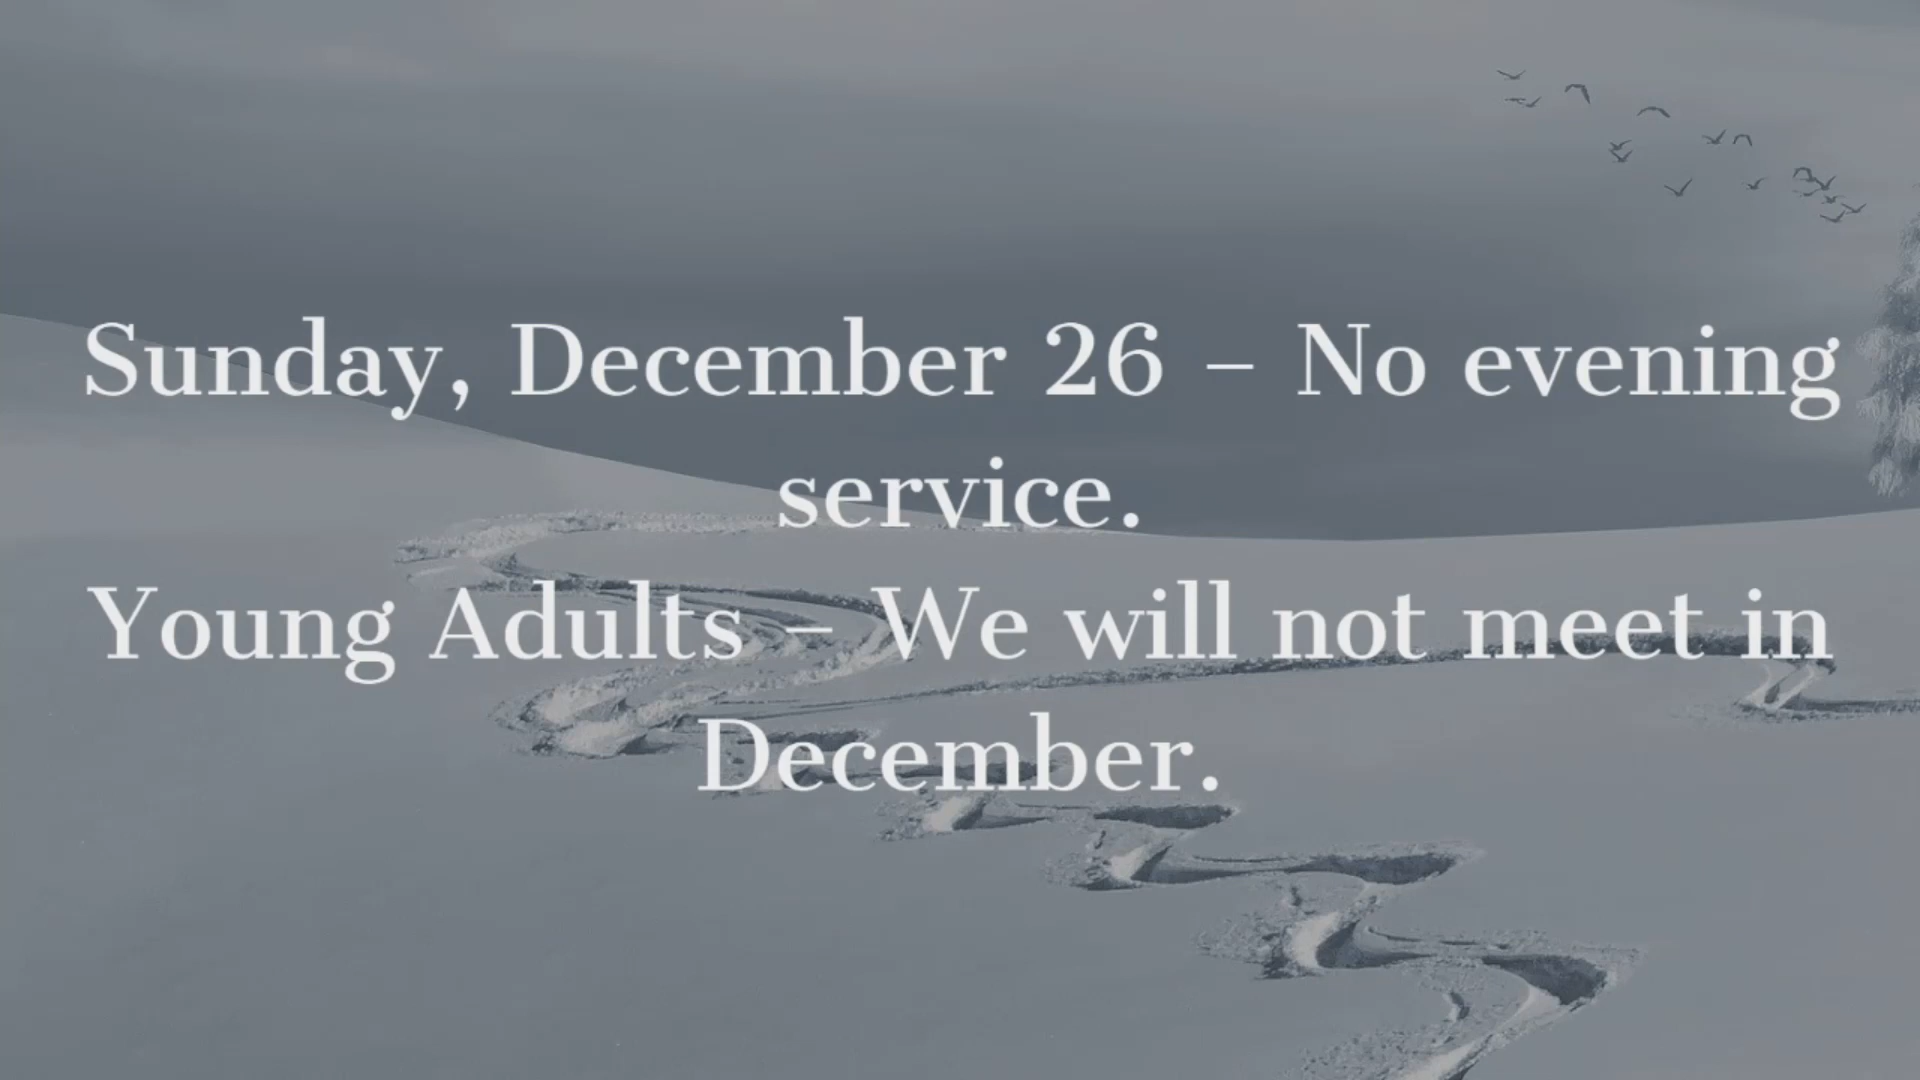 Sunday, December 26 – No evening
service.
Young Adults – We will not meet in
December.